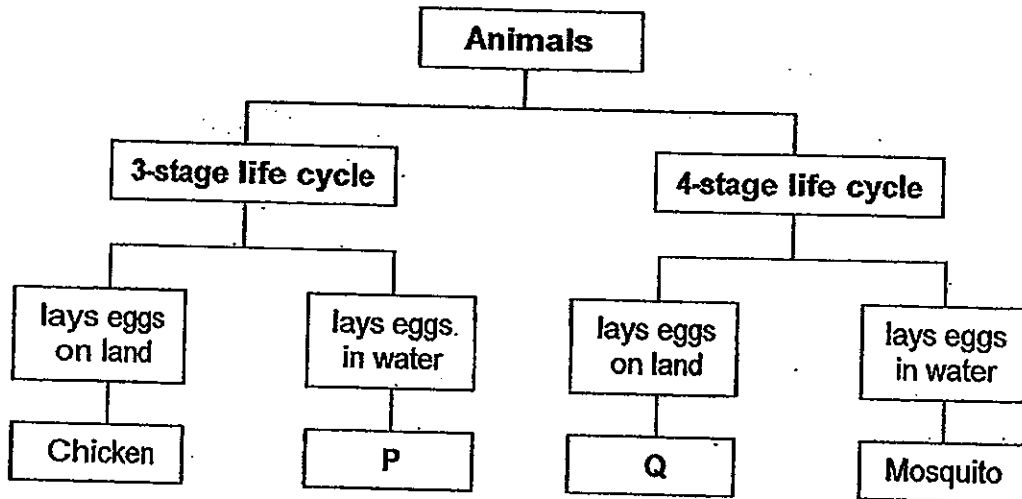 Animals
3-stage life cycle
4-stage life cycle
lays eggs
on land
lays eggs.
in water
lays eggs
on land
lays eggs
in water
Chicken
P
Q
Mosquito